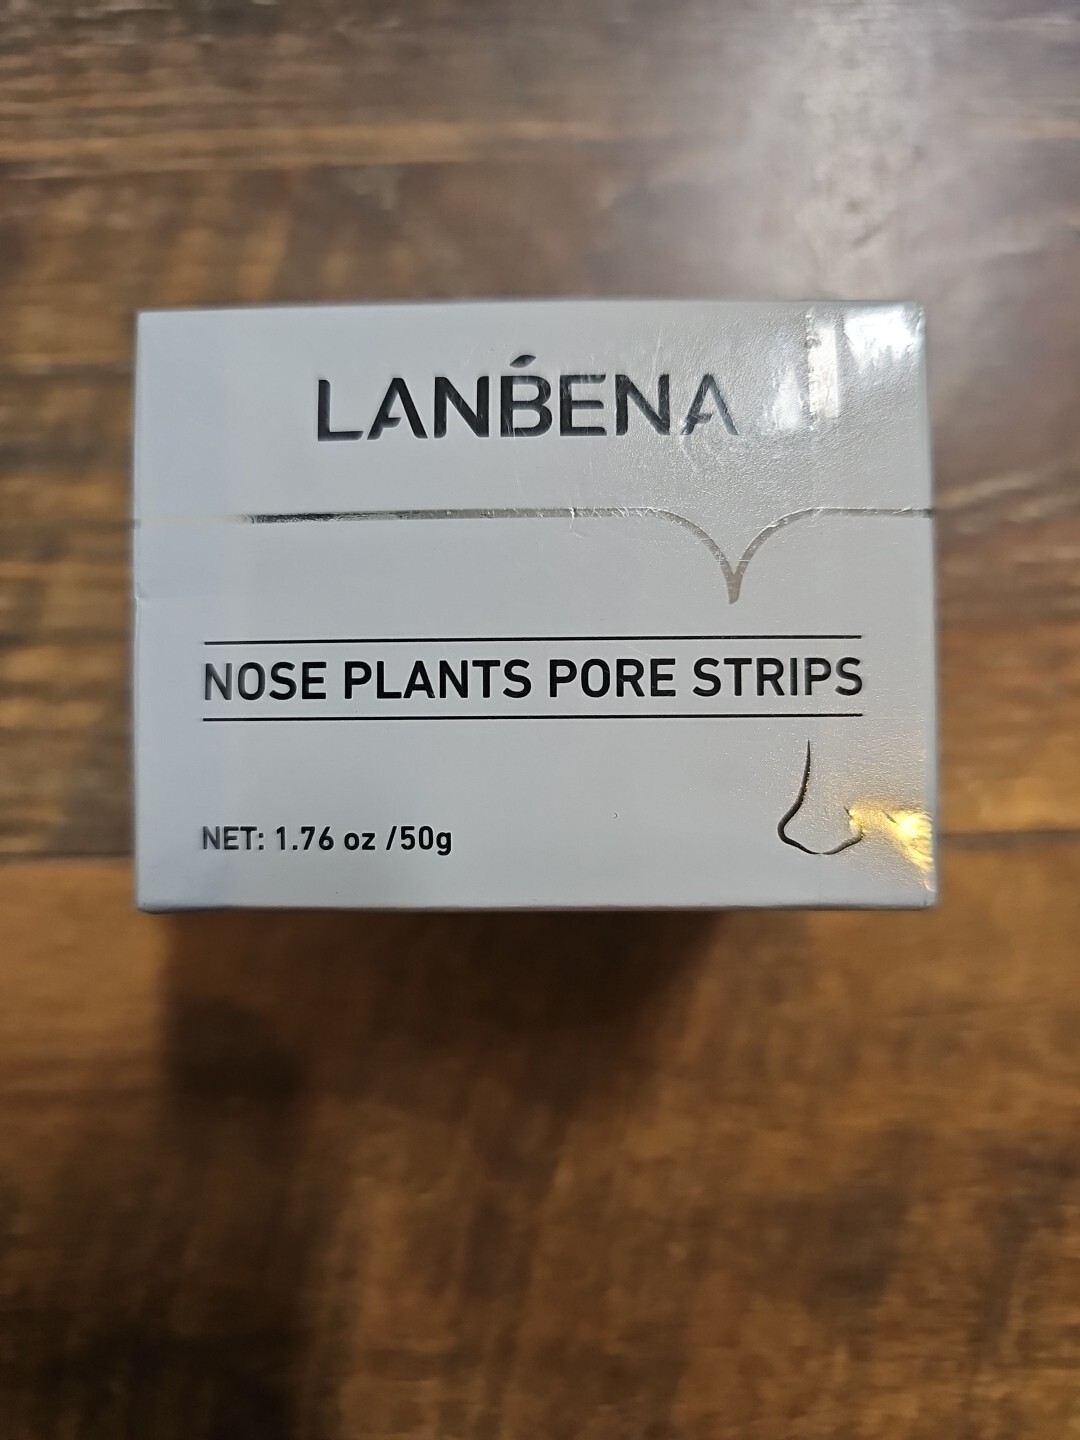 LANBENA
NOSE PLANTS PORE STRIPS
NET: 1.76 oz /50g